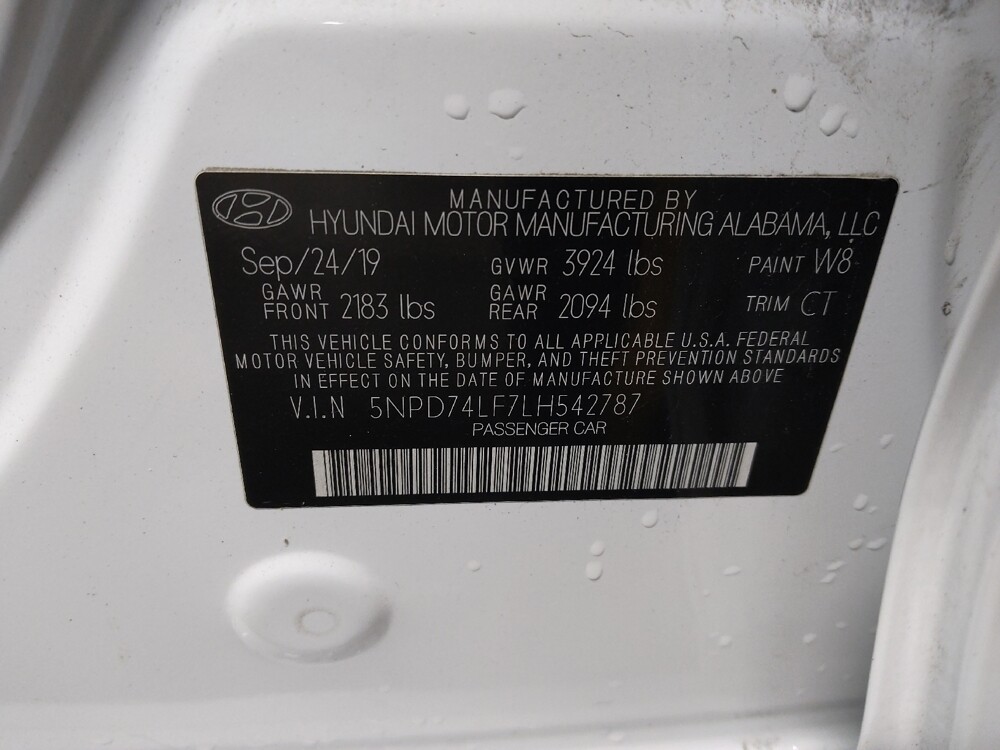 MANUFACTURED BY
HYUNDAI MOTOR MANUFACTURING ALABAMA, LLC
Sep/24/19 GVWR 3924 lbs PAINT W8
GAWR FRONT 2183 lbs GAWR REAR 2094 lbs TRIM CT
THIS VEHICLE CONFORMS TO ALL APPLICABLE U.S.A. FEDERAL
MOTOR VEHICLE SAFETY, BUMPER, AND THEFT PREVENTION STANDARDS
IN EFFECT ON THE DATE OF MANUFACTURE SHOWN ABOVE
V.I.N 5NPD74LF7LH542787
PASSENGER CAR